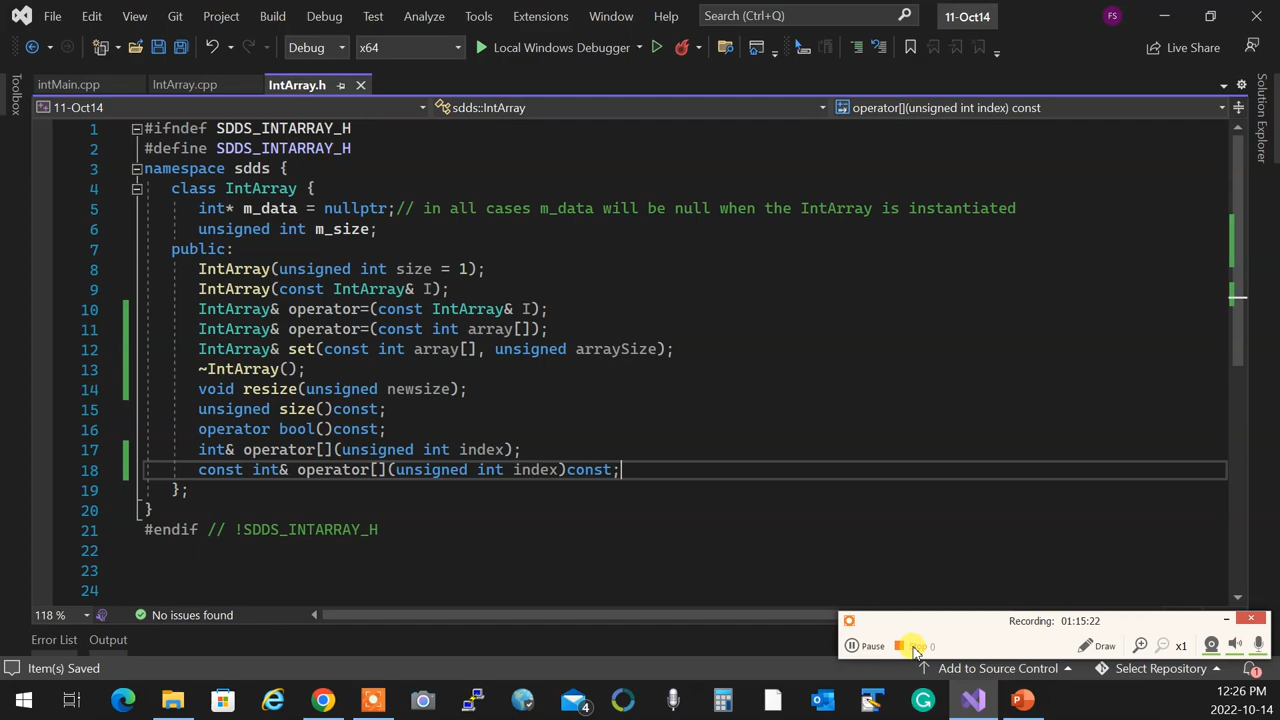 File Edit View Git Project Build Debug Test Analyze Tools Extensions Window Help Search (Ctrl+Q) 11-Oct14 FS
Debug x64 Local Windows Debugger Live Share
intMain.cpp IntArray.cpp IntArray.h
11-Oct14 sdds::IntArray operator[](unsigned int index) const
Toolbox
Solution Explorer
1 #ifndef SDDS_INTARRAY_H
2 #define SDDS_INTARRAY_H
3 namespace sdds {
4 class IntArray {
5 int* m_data = nullptr;// in all cases m_data will be null when the IntArray is instantiated
6 unsigned int m_size;
7 public:
8 IntArray(unsigned int size = 1);
9 IntArray(const IntArray& I);
10 IntArray& operator=(const IntArray& I);
11 IntArray& operator=(const int array[]);
12 IntArray& set(const int array[], unsigned arraySize);
13 ~IntArray();
14 void resize(unsigned newsize);
15 unsigned size()const;
16 operator bool()const;
17 int& operator[](unsigned int index);
18 const int& operator[](unsigned int index)const;
19 };
20 }
21 #endif // !SDDS_INTARRAY_H
22
23
24
118 % No issues found
Recording: 01:15:22
Pause x1 Draw
Error List Output
Item(s) Saved Add to Source Control Select Repository 1
4
12:26 PM
2022-10-14